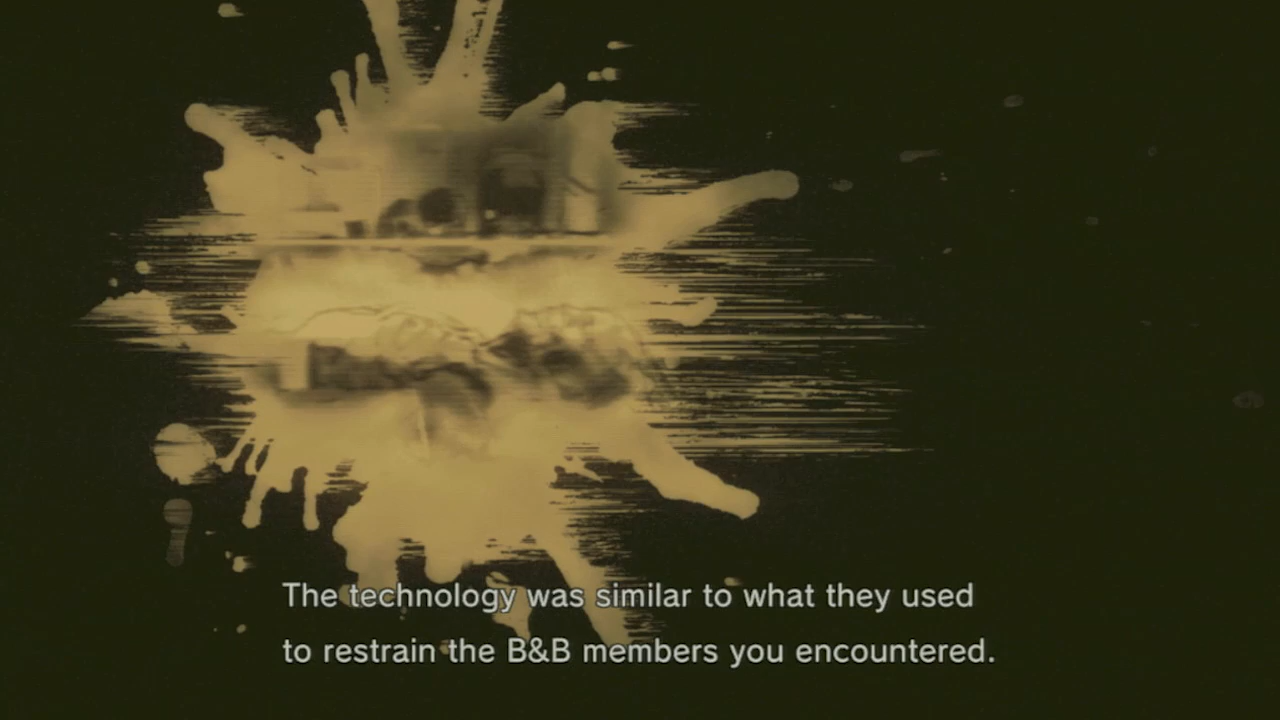 The technology was similar to what they used
to restrain the B&B members you encountered.